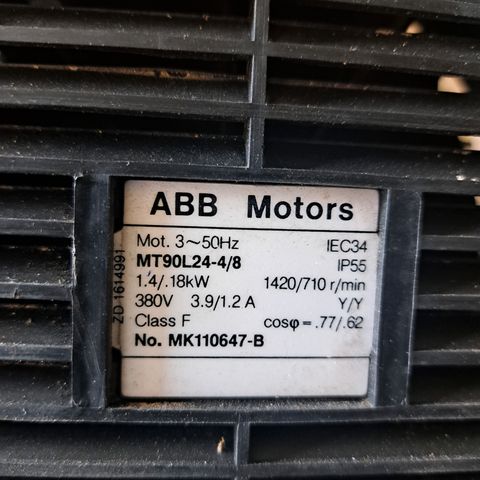 ABB Motors
Mot. 3~50Hz IEC34
MT90L24-4/8 IP55
1.4/.18kW 1420/710 r/min
380V 3.9/1.2 A Y/Y
Class F cosφ = .77/.62
No. MK110647-B
ZD 1614991